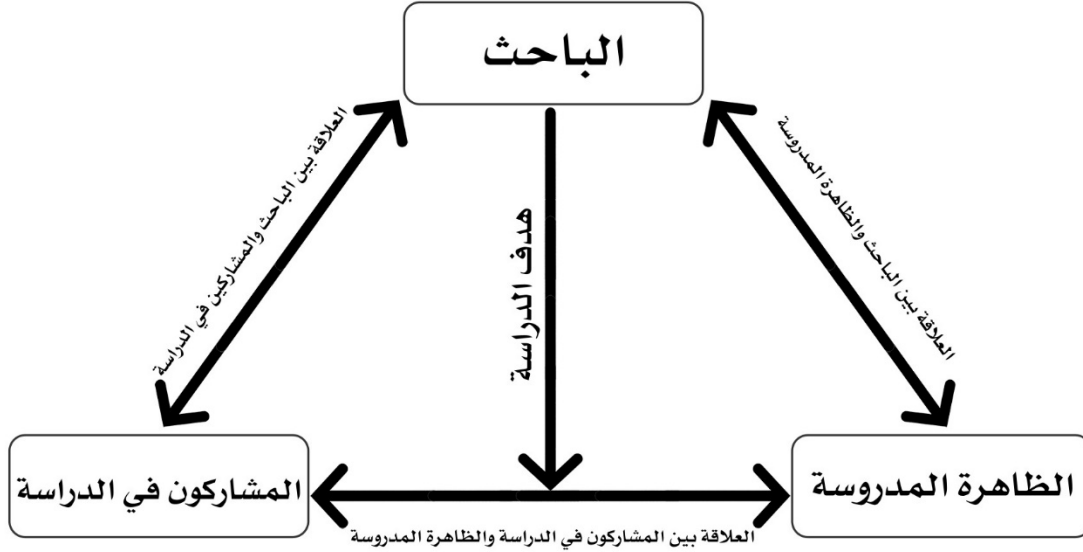 الباحث
العلاقة بين الباحث والظاهرة المدروسة
هدف الدراسة
العلاقة بين الباحث والمشاركين في الدراسة
الظاهرة المدروسة
المشاركون في الدراسة
العلاقة بين المشاركون في الدراسة والظاهرة المدروسة